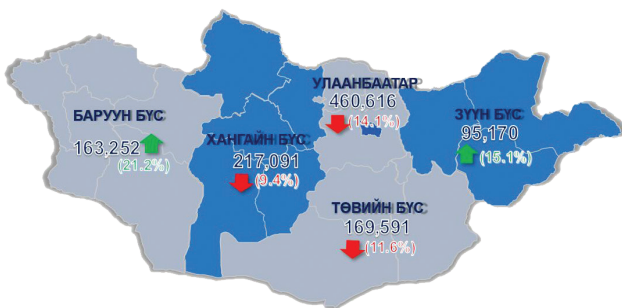 УЛААНБААТАР
460,616
(14.1%)
БАРУУН БҮС
163,252
(21.2%)
ХАНГАЙН БҮС
217,091
(9.4%)
ЗҮҮН БҮС
95,170
(15.1%)
ТӨВИЙН БҮС
169,591
(11.6%)